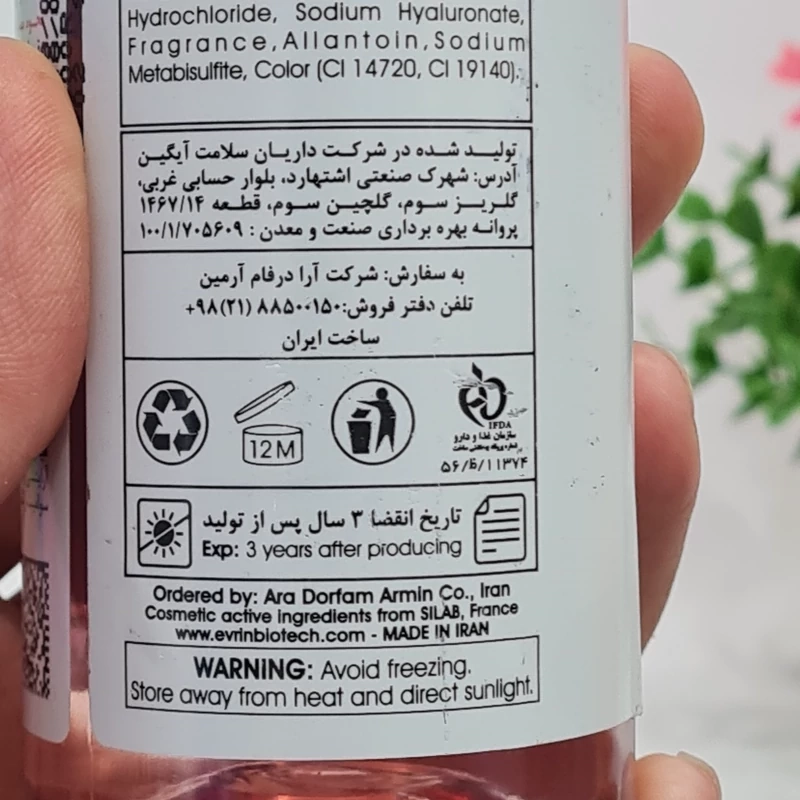 Hydrochloride, Sodium Hyaluronate,
Fragrance, Allantoin, Sodium
Metabisulfite, Color (CI 14720, CI 19140).
تولید شده در شرکت داریان سلامت آیگین
آدرس: شهرک صنعتی اشتهارد، بلوار حسابی غربی،
گلریز سوم، گلچین سوم، قطعه ۱۴۶۷/۱۴
پروانه بهره برداری صنعت و معدن : ۱۰۰/۱/۷۰۵۶۰۹
به سفارش: شرکت آرا درفام آرمین
تلفن دفتر فروش: ۸۸۵۰۰۱۵۰ (۲۱) ۹۸+
ساخت ایران
12M
IFDA
سازمان غذا و دارو
۵۶/ظ/۱۱۳۷۴
تاریخ انقضا ۳ سال پس از تولید
Exp: 3 years after producing
Ordered by: Ara Dorfam Armin Co., Iran
Cosmetic active ingredients from SILAB, France
www.evrinbiotech.com - MADE IN IRAN
WARNING: Avoid freezing.
Store away from heat and direct sunlight.